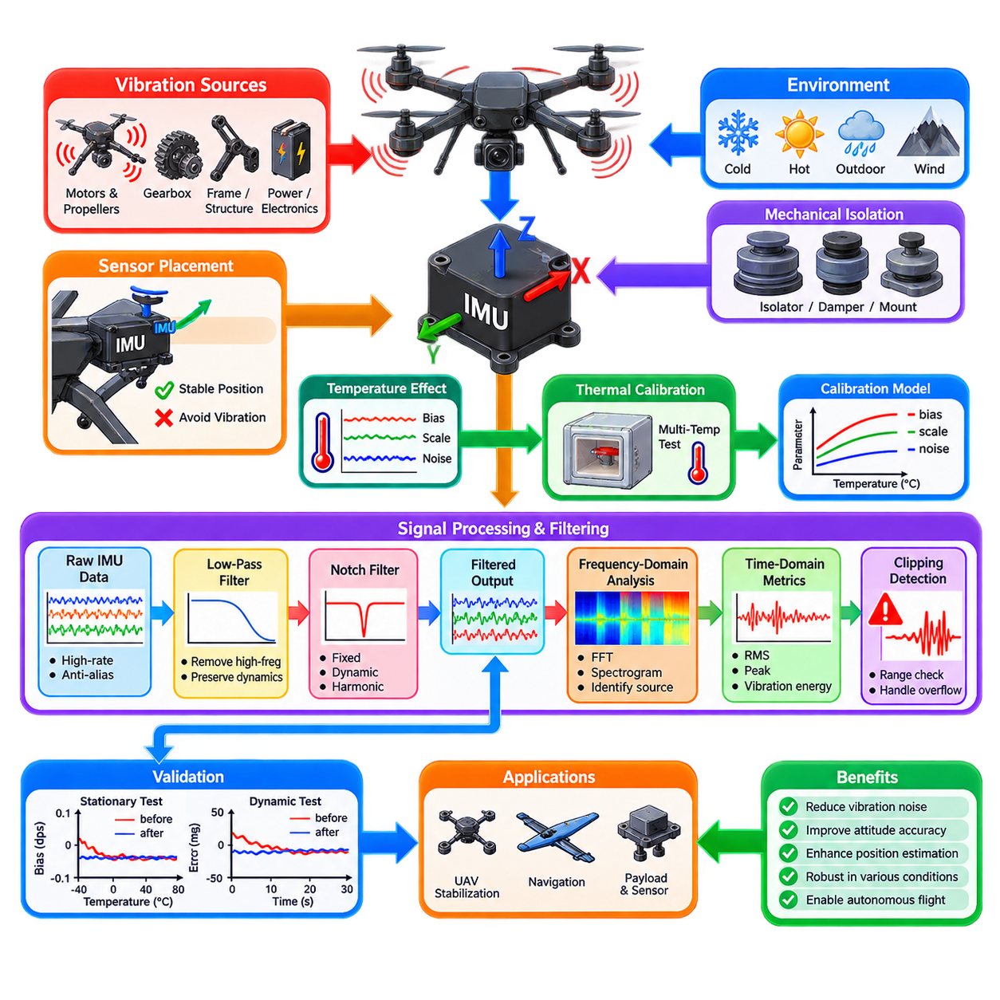 Vibration Sources
Motors &
Propellers
Gearbox
Frame /
Structure
Power /
Electronics
Environment
Cold
Hot
Outdoor
Wind
Mechanical Isolation
Isolator / Damper / Mount
Z
X
IMU
Y
Sensor Placement
IMU
IMU
Stable Position
Avoid Vibration
Temperature Effect
Bias
Scale
Noise
Thermal Calibration
Multi-Temp
Test
Calibration Model
Parameter
bias
scale
noise
Temperature (°C)
Signal Processing & Filtering
Raw IMU
Data
High-rate
Anti-alias
Low-Pass
Filter
Remove high-freg
Preserve dynamics
Notch Filter
Fixed
Dynamic
Harmonic
Filtered
Output
Frequency-Domain
Analysis
FFT
Spectrogram
Identify source
Time-Domain
Metrics
RMS
Peak
Vibration energy
Clipping
Detection
Range check
Handle overflow
Validation
Stationary Test
Bias (dps)
0.1
0
-0.1
before
after
-40 0 40 80
Temperature (°C)
Dynamic Test
Error (mg)
50
0
-50
before
after
0 10 20 30
Time (s)
Applications
UAV
Stabilization
Navigation
Payload
& Sensor
Benefits
Reduce vibration noise
Improve attitude accuracy
Enhance position estimation
Robust in various conditions
Enable autonomous flight